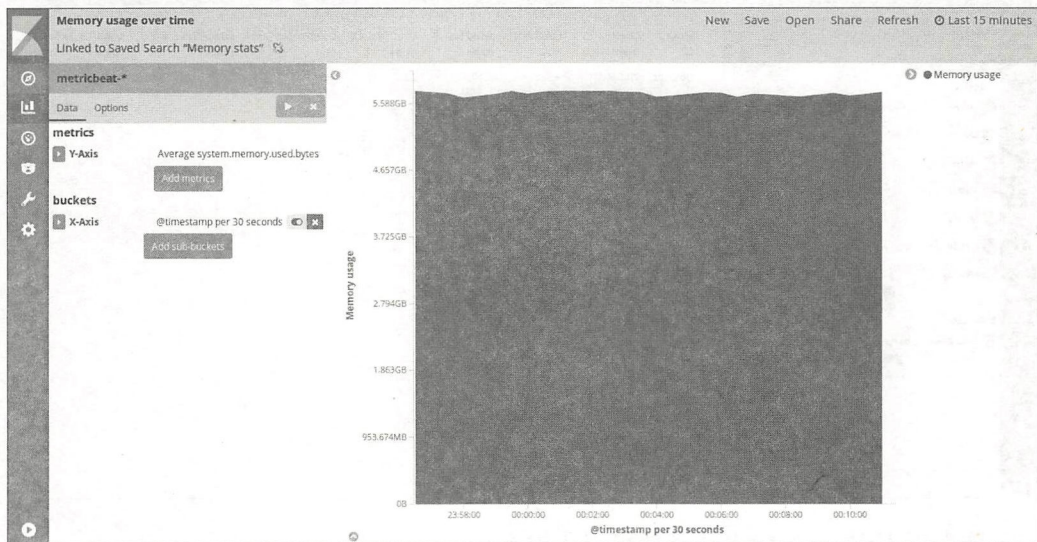 Memory usage over time
New Save Open Share Refresh Last 15 minutes
Linked to Saved Search “Memory stats”
metricbeat-*
Data Options
metrics
Y-Axis Average system.memory.used.bytes
Add metrics
buckets
X-Axis @timestamp per 30 seconds
Add sub-buckets
Memory usage
5.588GB
4.657GB
3.725GB
2.794GB
1.863GB
953.674MB
0B
Memory usage
23:58:00 00:00:00 00:02:00 00:04:00 00:06:00 00:08:00 00:10:00
@timestamp per 30 seconds